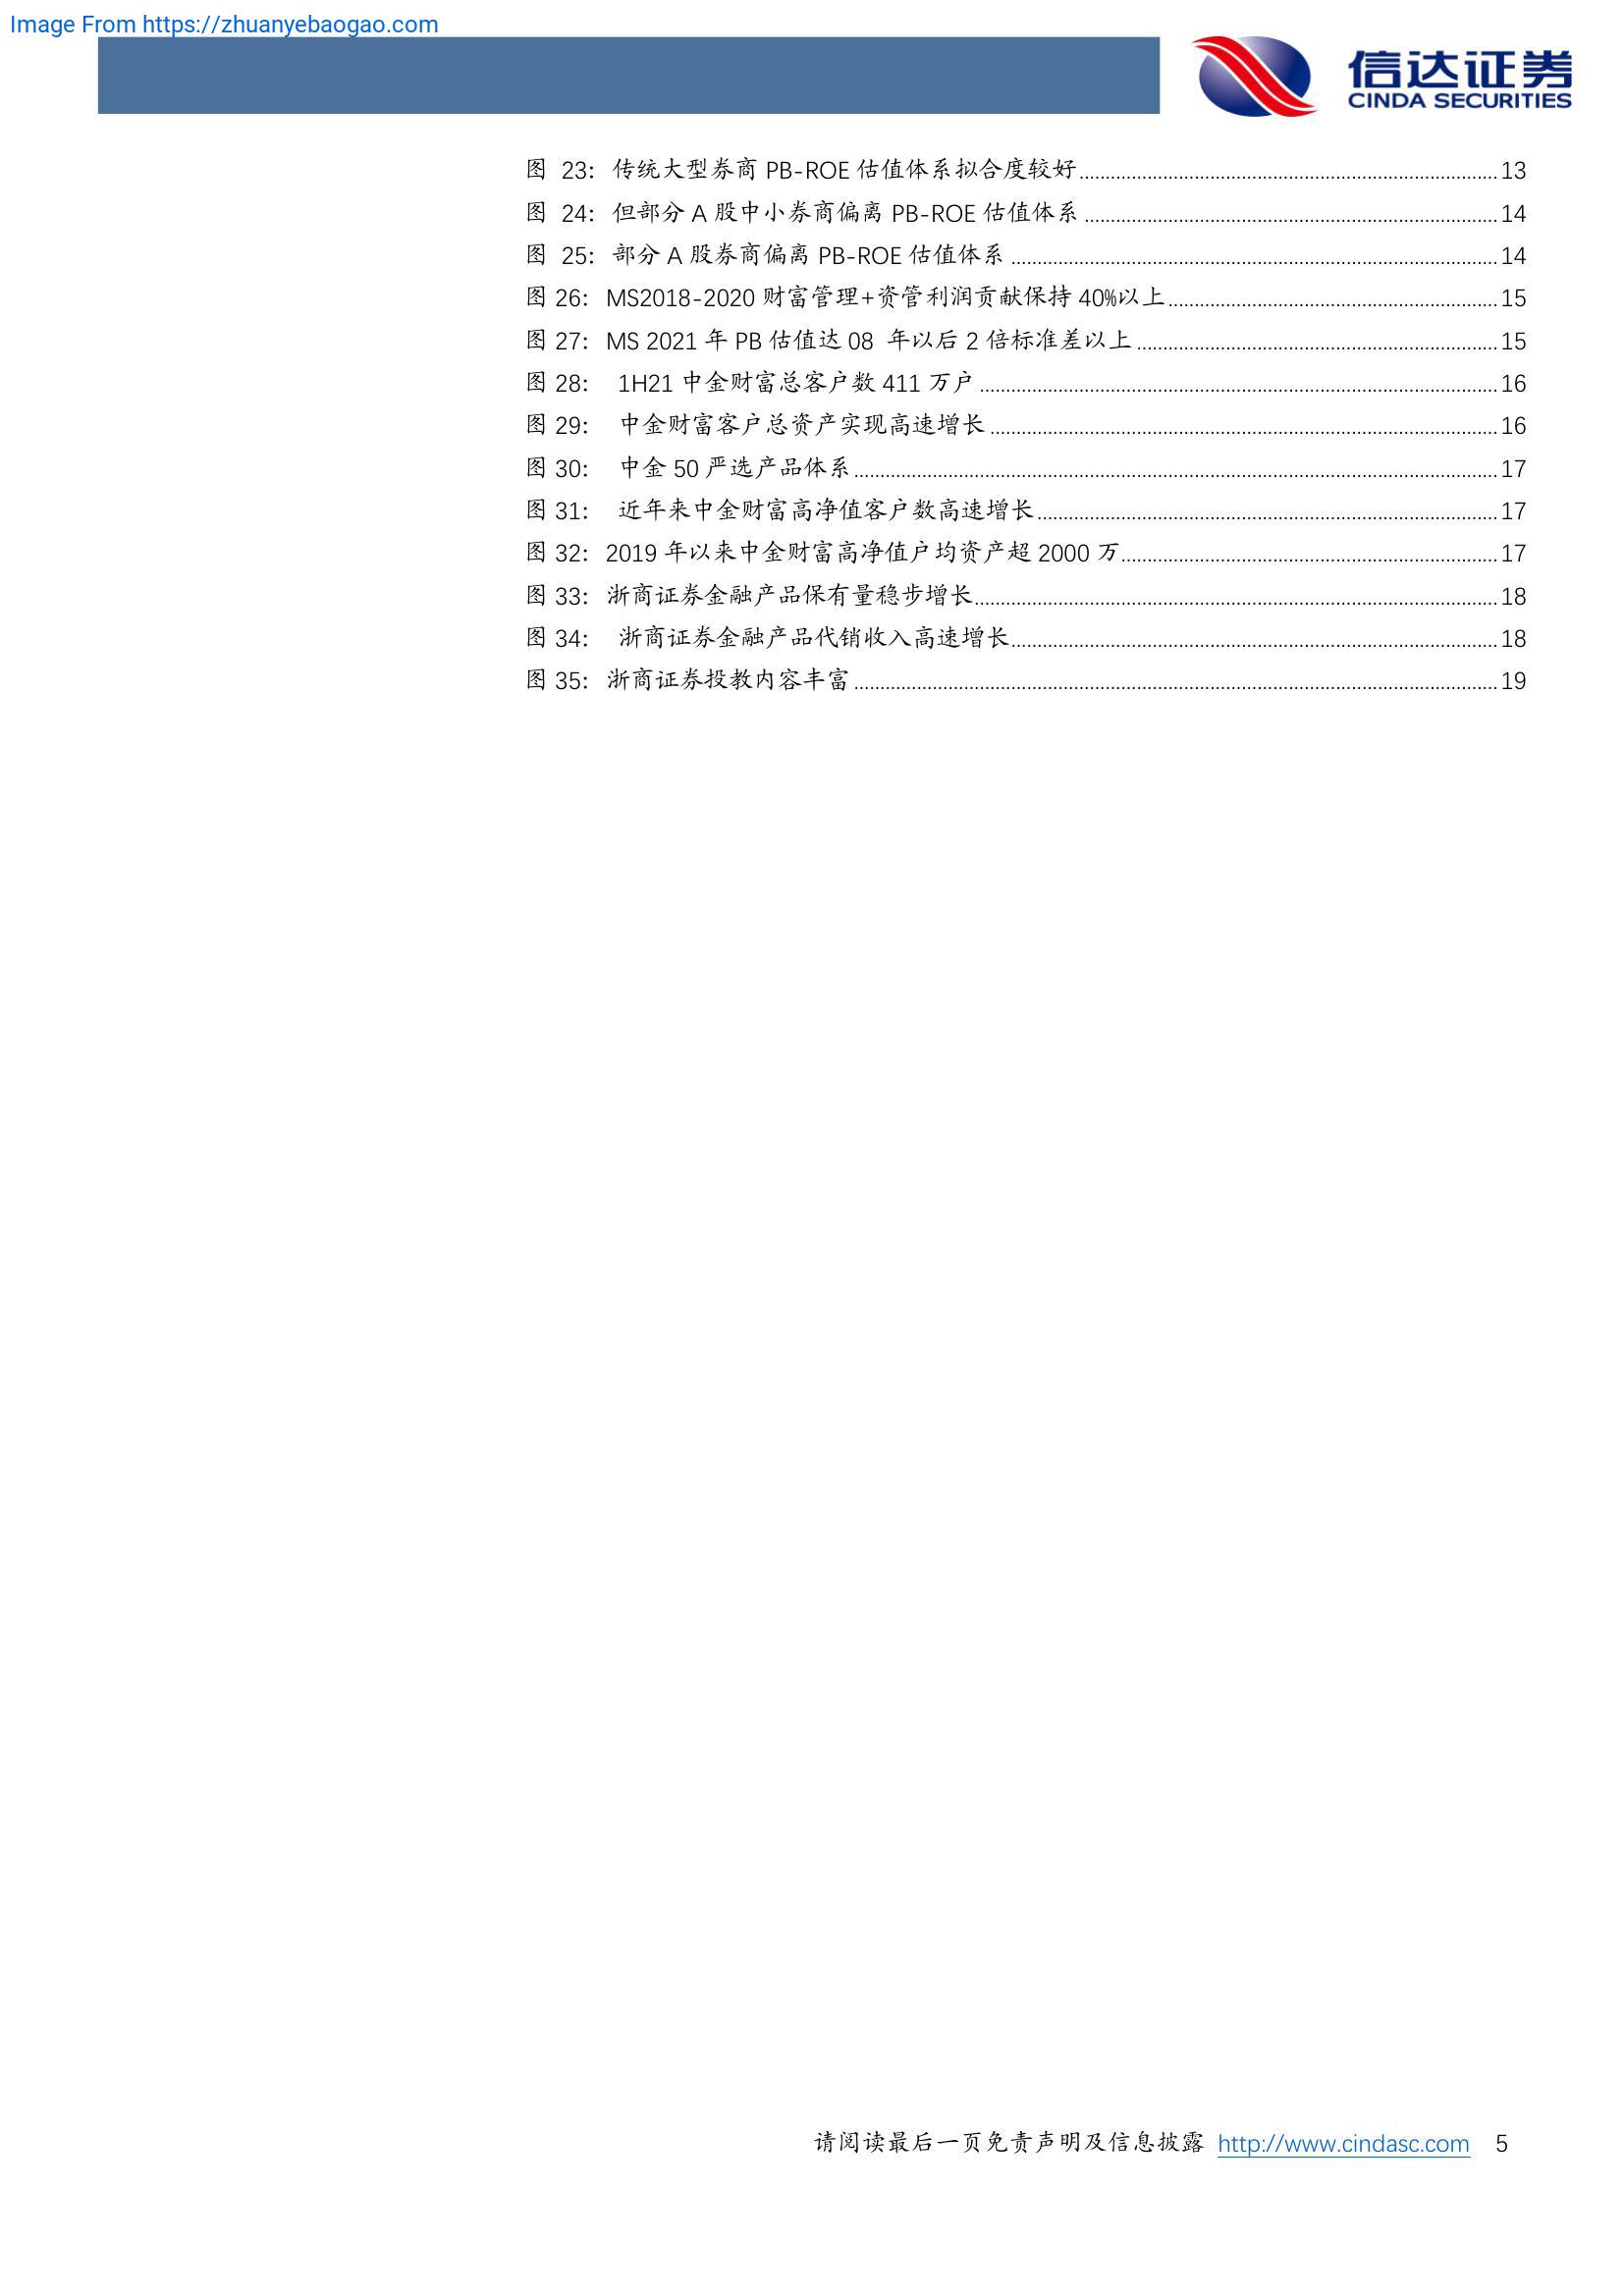 Image From https://zhuanyebaogao.com
信达证券
CINDA SECURITIES
图 23: 传统大型券商 PB-ROE 估值体系拟合度较好 13
图 24: 但部分 A 股中小券商偏离 PB-ROE 估值体系 14
图 25: 部分 A 股券商偏离 PB-ROE 估值体系 14
图 26: MS2018-2020 财富管理+资管利润贡献保持 40%以上 15
图 27: MS 2021 年 PB 估值达 08 年以后 2 倍标准差以上 15
图 28: 1H21 中金财富总客户数 411 万户 16
图 29: 中金财富客户总资产实现高速增长 16
图 30: 中金 50 严选产品体系 17
图 31: 近年来中金财富高净值客户数高速增长 17
图 32: 2019 年以来中金财富高净值户均资产超 2000 万 17
图 33: 浙商证券金融产品保有量稳步增长 18
图 34: 浙商证券金融产品代销收入高速增长 18
图 35: 浙商证券投教内容丰富 19
请阅读最后一页免责声明及信息披露 http://www.cindasc.com 5